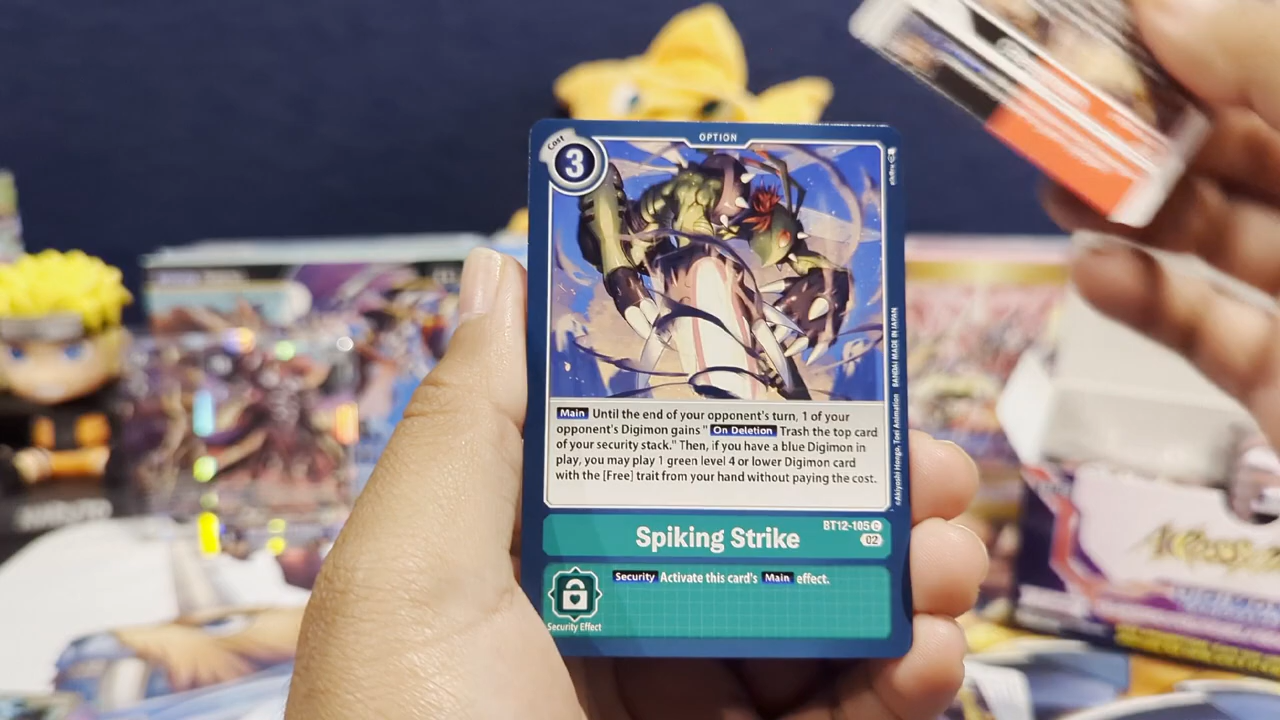 OPTION
Cost
3
Main Until the end of your opponent's turn, 1 of your
opponent's Digimon gains " On Deletion Trash the top card
of your security stack." Then, if you have a blue Digimon in
play, you may play 1 green level 4 or lower Digimon card
with the [Free] trait from your hand without paying the cost.
©Akiyoshi Hongo, Toei Animation BANDAI MADE IN JAPAN
BT12-105 C
Spiking Strike
02
Security Activate this card's Main effect.
Security Effect